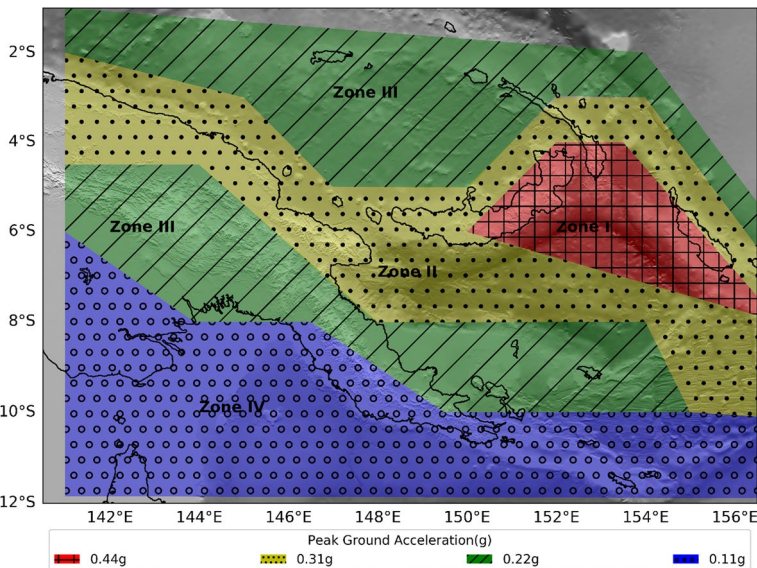 2°S
Zone III
4°S
6°S
Zone III
Zone I
Zone II
8°S
10°S
Zone IV
12°S
142°E 144°E 146°E 148°E 150°E 152°E 154°E 156°E
Peak Ground Acceleration(g)
0.44g 0.31g 0.22g 0.11g